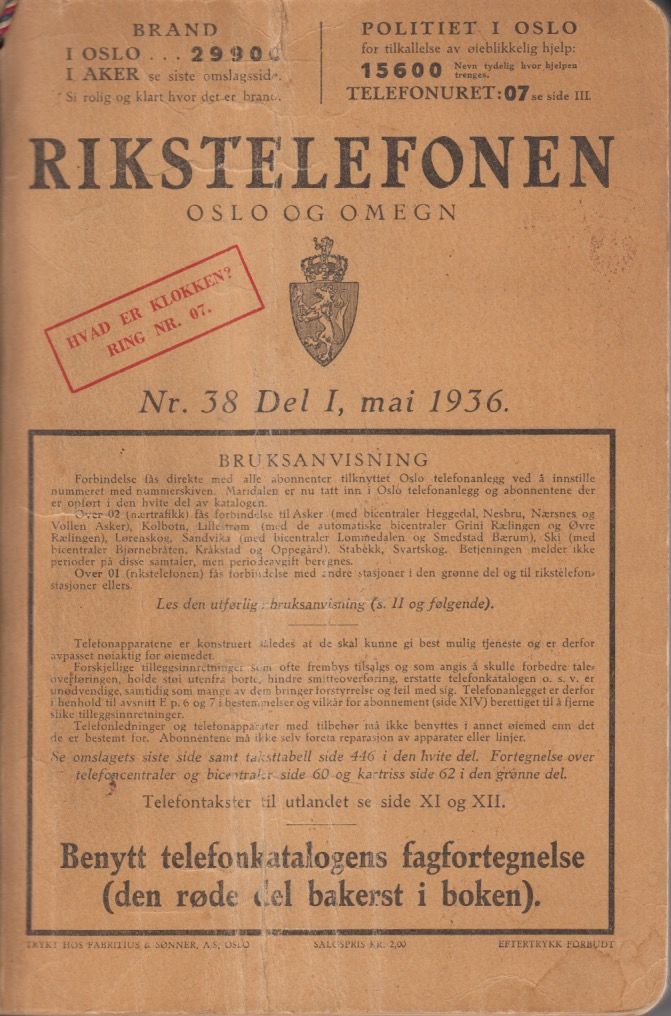 BRAND
I OSLO . . . 29900
I AKER se siste omslagsside.
Si rolig og klart hvor det er brand.
POLITIET I OSLO
for tilkallelse av øieblikkelig hjelp:
15600 Nevn tydelig hvor hjelpen
trenges.
TELEFONURET: 07 se side III.
RIKSTELEFONEN
OSLO OG OMEGN
HVAD ER KLOKKEN?
RING NR. 07.
Nr. 38 Del I, mai 1936.
BRUKSANVISNING
Forbindelse fås direkte med alle abonnenter tilknyttet Oslo telefonanlegg ved å innstille
nummeret med nummerskiven. Maridalen er nu tatt inn i Oslo telefonanlegg og abonnentene der
er opført i den hvite del av katalogen.
Over 02 (nærtrafikk) fås forbindelse til Asker (med bicentraler Heggedal, Nesbru, Nærsnes og
Vollen Asker), Kolbotn, Lillestrøm (med de automatiske bicentraler Grini Rælingen og Øvre
Rælingen), Lørenskog, Sandvika (med bicentraler Lommedalen og Smedstad Bærum), Ski (med
bicentraler Bjørnebråten, Kråkstad og Oppegård), Stabekk, Svartskog. Betjeningen melder ikke
perioder på disse samtaler, men periodeavgift beregnes.
Over 01 (rikstelefonen) fås forbindelse med andre stasjoner i den grønne del og til rikstelefon-
stasjoner ellers.
Les den utførlige bruksanvisning (s. II og følgende).
Telefonapparatene er konstruert således at de skal kunne gi best mulig tjeneste og er derfor
avpasset nøiaktig for øiemedet.
Forskjellige tilleggsinnretninger som ofte frembys tilsalgs og som angis å skulle forbedre tale-
overføringen, holde støi utenfra borte, hindre smitteoverføring, erstatte telefonkatalogen o. s. v. er
unødvendige, samtidig som mange av dem bringer forstyrrelse og feil med sig. Telefonanlegget er derfor
i henhold til avsnitt E p. 6 og 7 i bestemmelser og vilkår for abonnement (side XIV) berettiget til å fjerne
slike tilleggsinnretninger.
Telefonledninger og telefonapparater med tilbehør må ikke benyttes i annet øiemed enn det
de er bestemt for. Abonnentene må ikke selv foreta reparasjon av apparater eller linjer.
Se omslagets siste side samt taksttabell side 446 i den hvite del. Fortegnelse over
telefoncentraler og bicentraler side 60 og kartriss side 62 i den grønne del.
Telefontakster til utlandet se side XI og XII.
Benytt telefonkatalogens fagfortegnelse
(den røde del bakerst i boken).
TRYKT HOS FABRITIUS & SØNNER, A/S, OSLO
SALGSPRIS KR. 2,00
EFTERTRYKK FORBUDT